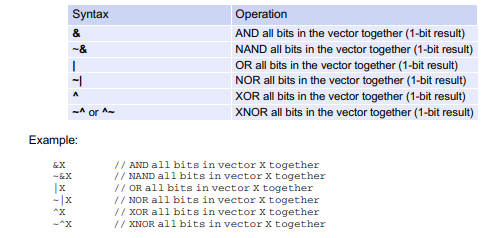 Syntax Operation
& AND all bits in the vector together (1-bit result)
~& NAND all bits in the vector together (1-bit result)
| OR all bits in the vector together (1-bit result)
~| NOR all bits in the vector together (1-bit result)
^ XOR all bits in the vector together (1-bit result)
~^ or ^~ XNOR all bits in the vector together (1-bit result)
Example:
&X // AND all bits in vector X together
~&X // NAND all bits in vector X together
|X // OR all bits in vector X together
~|X // NOR all bits in vector X together
^X // XOR all bits in vector X together
~^X // XNOR all bits in vector X together